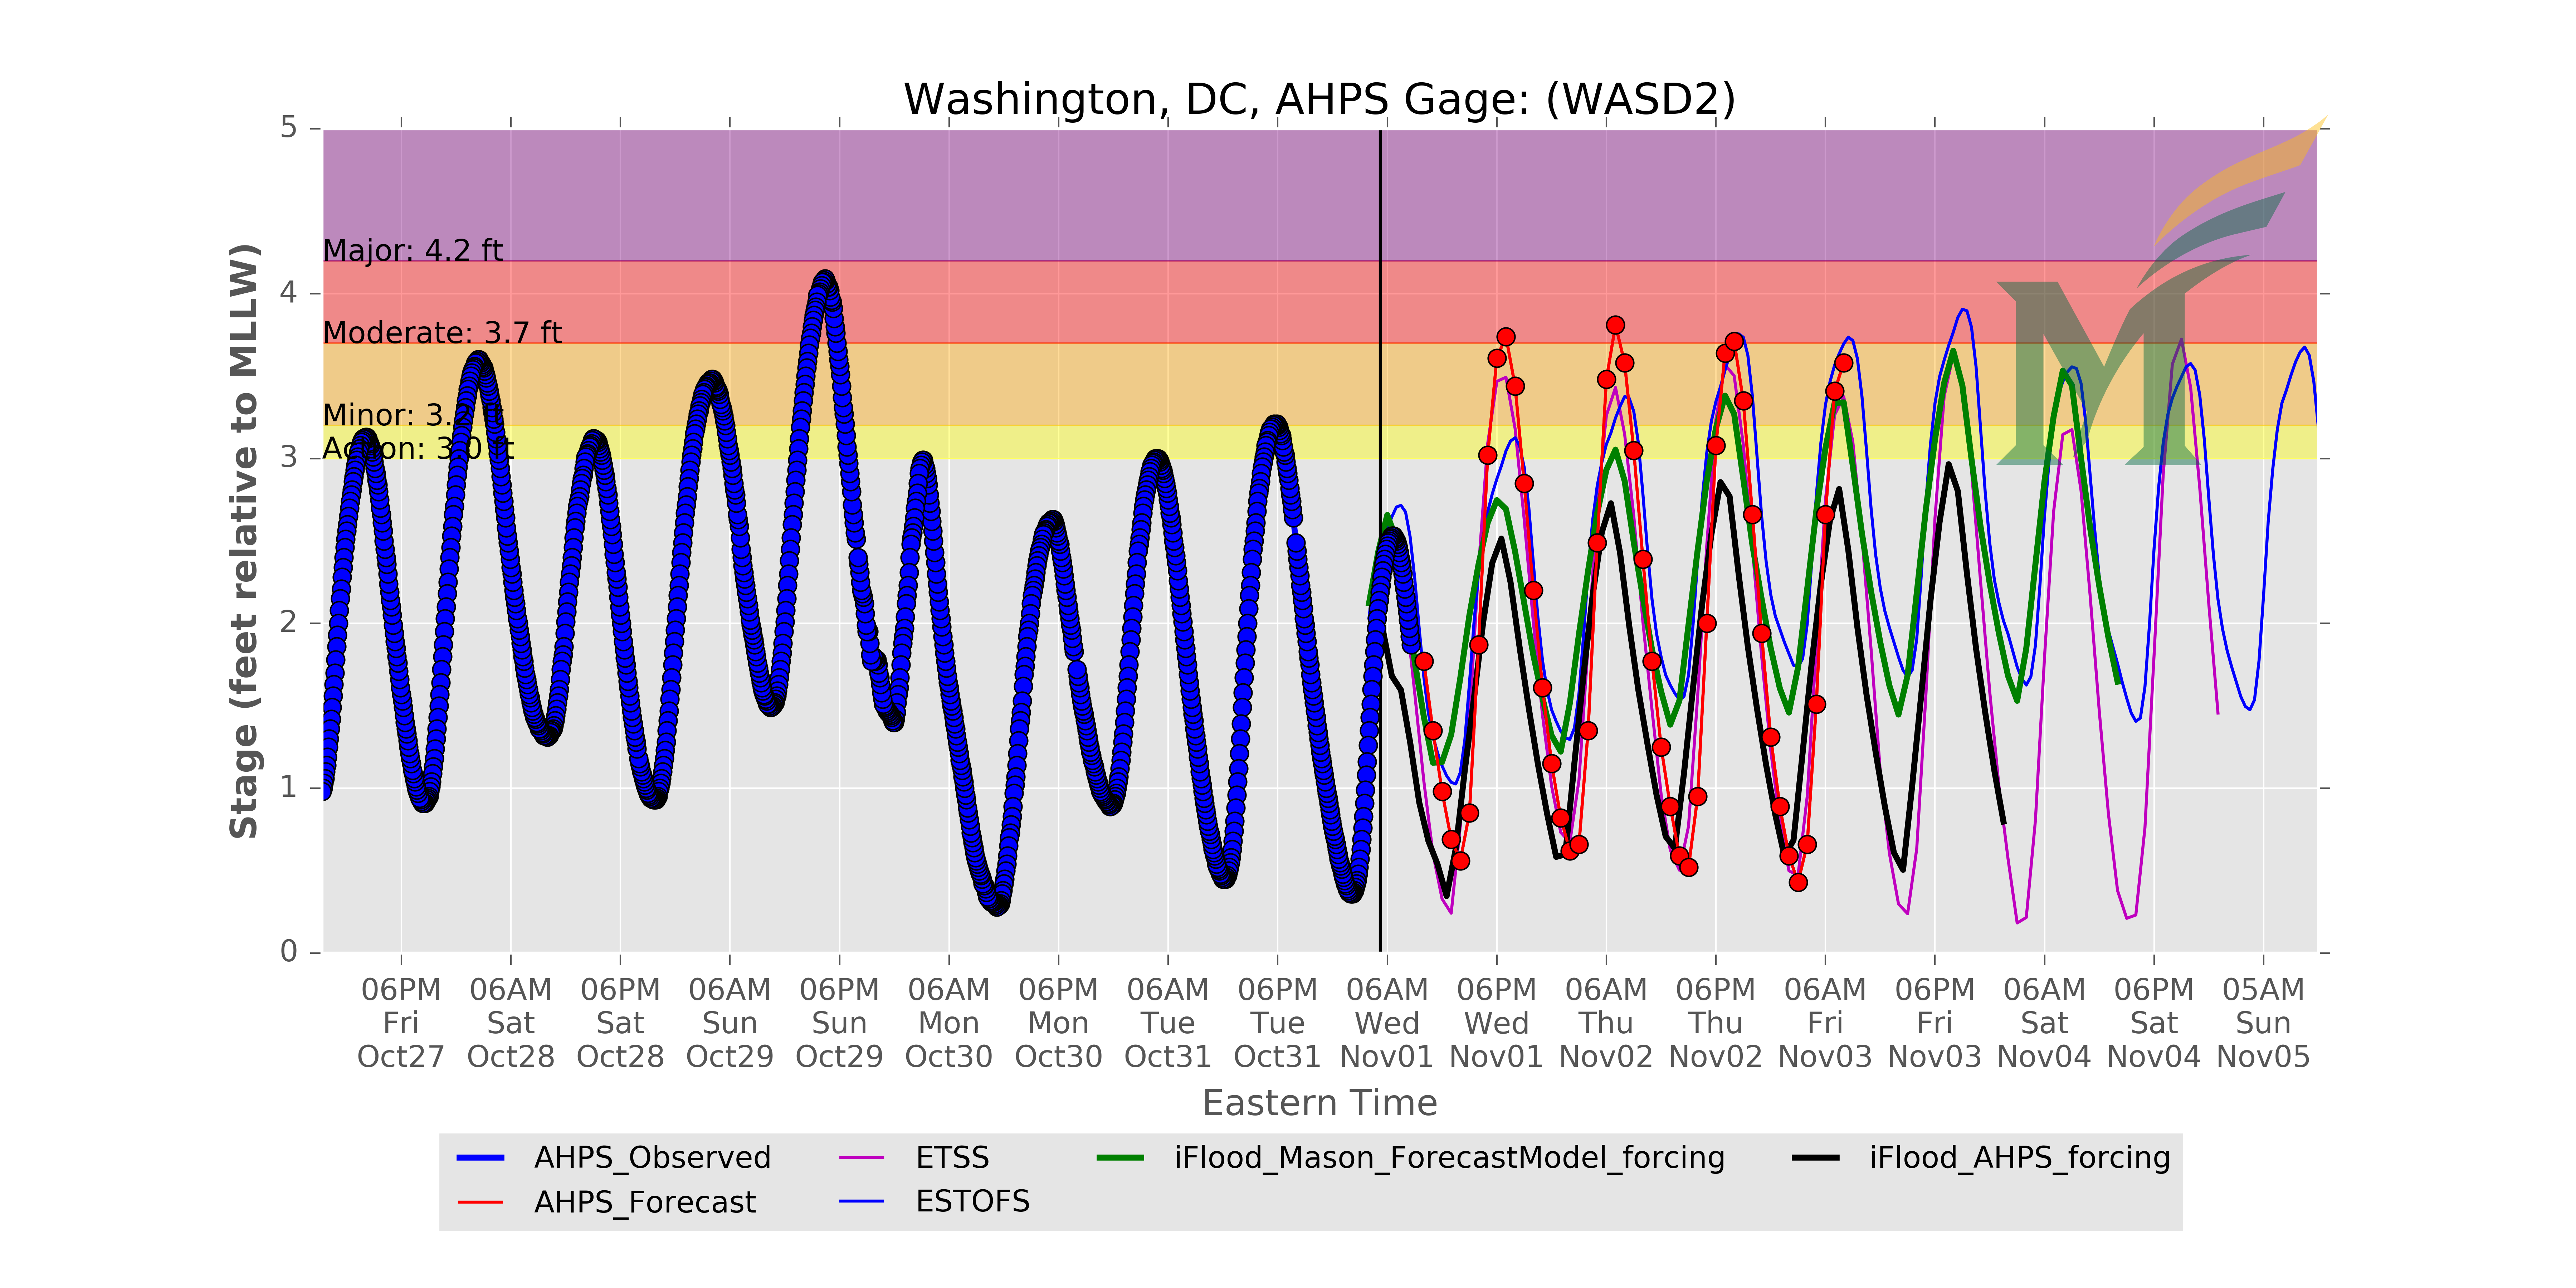 Washington, DC, AHPS Gage: (WASD2)
Stage (feet relative to MLLW)
5
4
3
2
1
0
Major: 4.2 ft
Moderate: 3.7 ft
Minor: ft
Action: 3.0 ft
06PM 06AM 06PM 06AM 06PM 06AM 06PM 06AM 06PM 06AM 06PM 06AM 06PM 06AM 06PM 06AM 06PM 05AM
Fri Sat Sat Sun Sun Mon Mon Tue Tue Wed Wed Thu Thu Fri Fri Sat Sat Sun
Oct27 Oct28 Oct28 Oct29 Oct29 Oct30 Oct30 Oct31 Oct31 Nov01 Nov01 Nov02 Nov02 Nov03 Nov03 Nov04 Nov04 Nov05
Eastern Time
AHPS_Observed ETSS iFlood_Mason_ForecastModel_forcing iFlood_AHPS_forcing
AHPS_Forecast ESTOFS
M